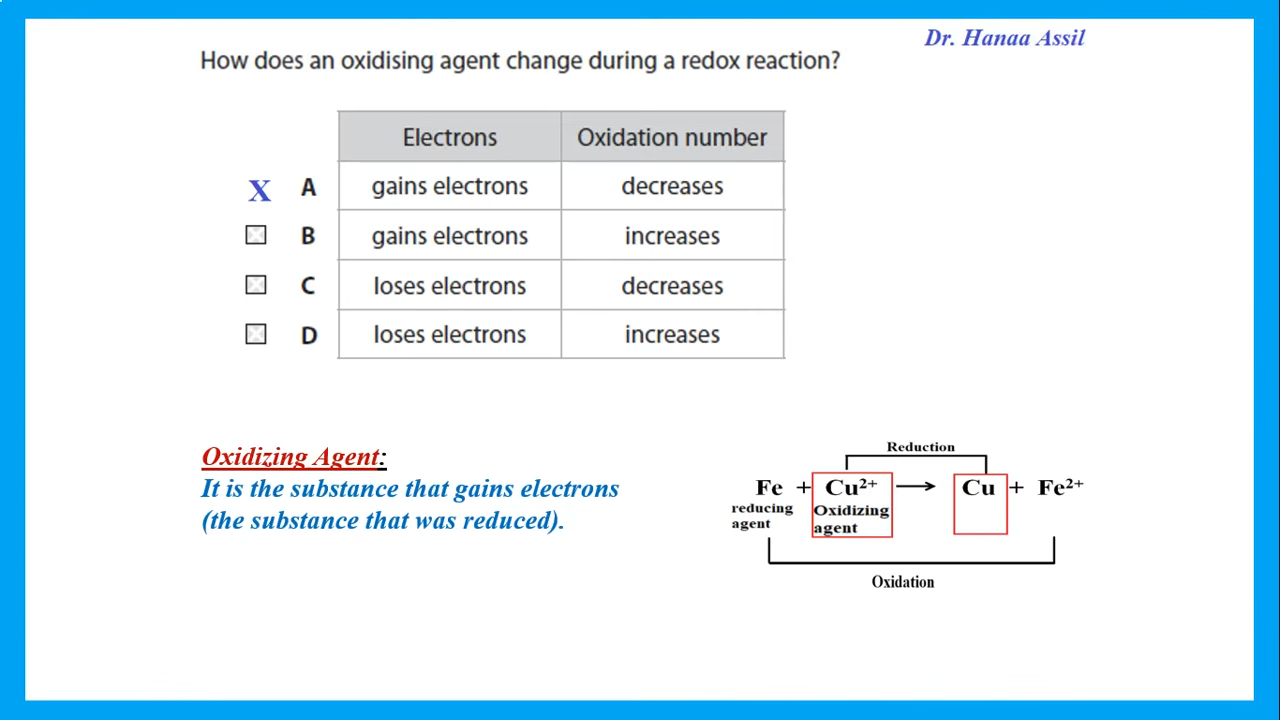 Dr. Hanaa Assil
How does an oxidising agent change during a redox reaction?
Electrons Oxidation number
X A gains electrons decreases
B gains electrons increases
C loses electrons decreases
D loses electrons increases
Oxidizing Agent:
It is the substance that gains electrons
(the substance that was reduced).
Reduction
Fe + Cu²⁺ → Cu + Fe²⁺
reducing agent
Oxidizing agent
Oxidation